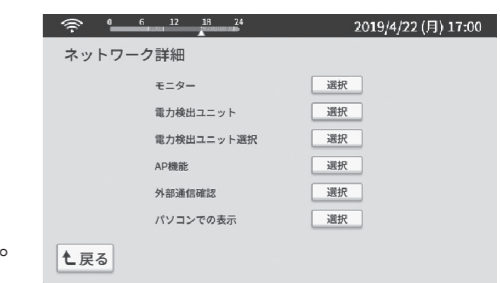 0 6 12 18 24 2019/4/22 (月) 17:00
ネットワーク詳細
モニター 選択
電力検出ユニット 選択
電力検出ユニット選択 選択
AP機能 選択
外部通信確認 選択
パソコンでの表示 選択
。
戻る